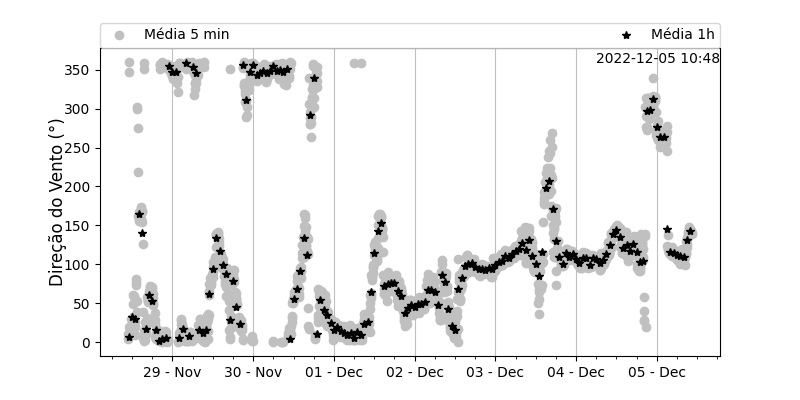 Média 5 min
Média 1h
2022-12-05 10:48
Direção do Vento (°)
350
300
250
200
150
100
50
0
29 - Nov
30 - Nov
01 - Dec
02 - Dec
03 - Dec
04 - Dec
05 - Dec